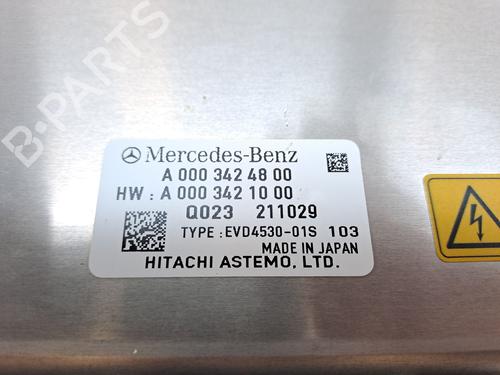 B-PARTS
Mercedes-Benz
A 000 342 48 00
HW : A 000 342 10 00
Q023 211029
TYPE : EVD4530-01S 103
MADE IN JAPAN
HITACHI ASTEMO, LTD.